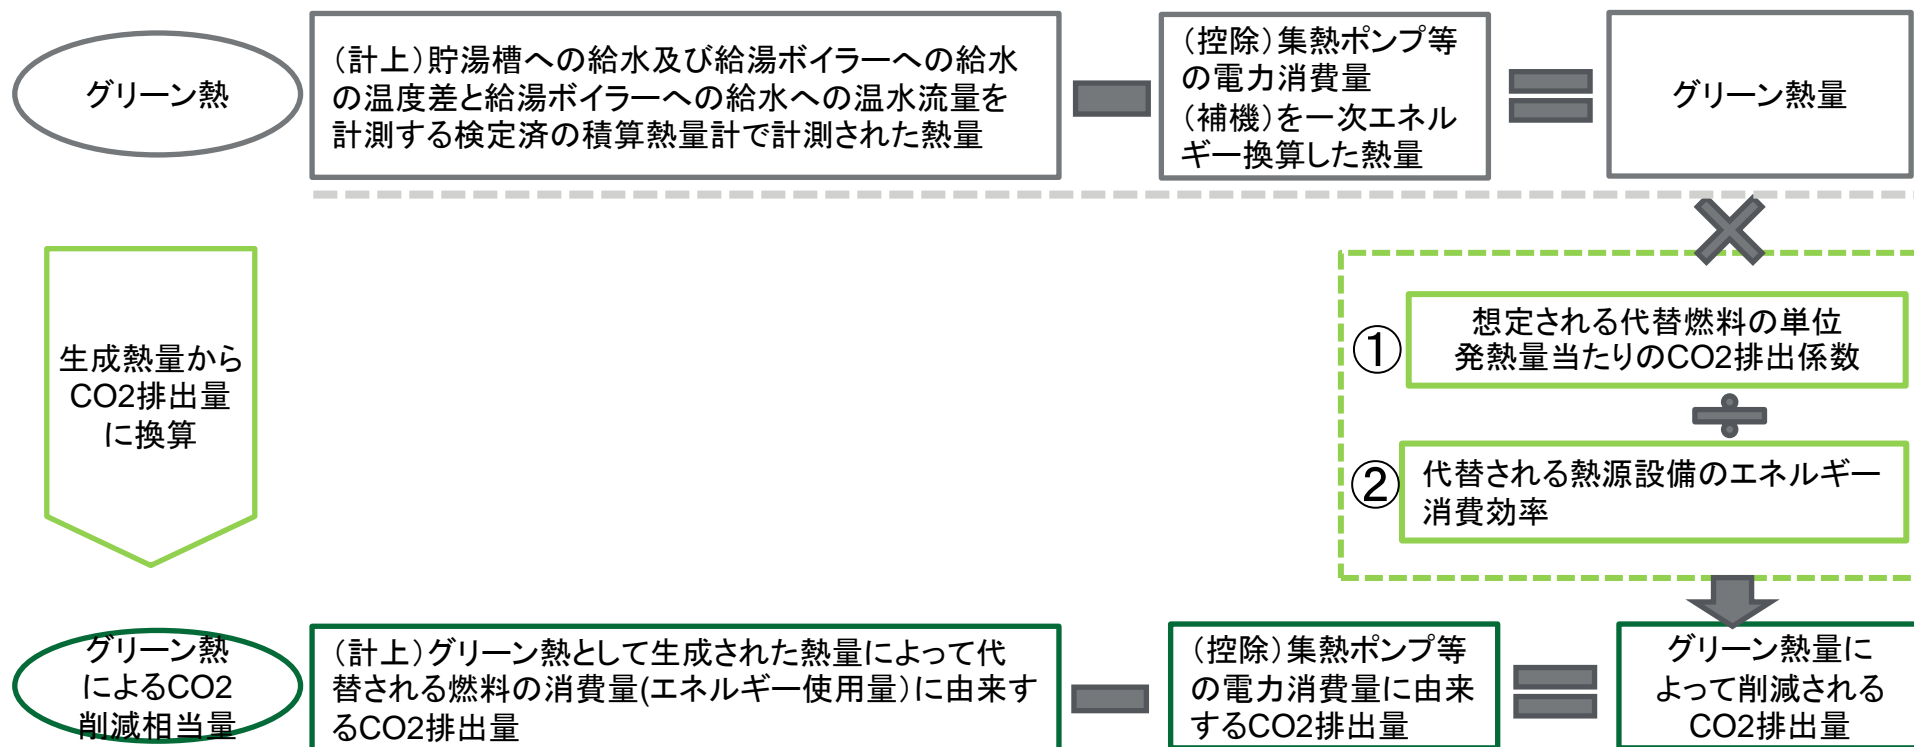 グリーン熱
（計上）貯湯槽への給水及び給湯ボイラーへの給水
の温度差と給湯ボイラーへの給水への温水流量を
計測する検定済の積算熱量計で計測された熱量
（控除）集熱ポンプ等
の電力消費量
（補機）を一次エネル
ギー換算した熱量
グリーン熱量
生成熱量から
CO2排出量
に換算
①
想定される代替燃料の単位
発熱量当たりのCO2排出係数
②
代替される熱源設備のエネルギー
消費効率
グリーン熱
によるCO2
削減相当量
（計上）グリーン熱として生成された熱量によって代
替される燃料の消費量(エネルギー使用量）に由来す
るCO2排出量
（控除）集熱ポンプ等
の電力消費量に由来
するCO2排出量
グリーン熱量に
よって削減される
CO2排出量